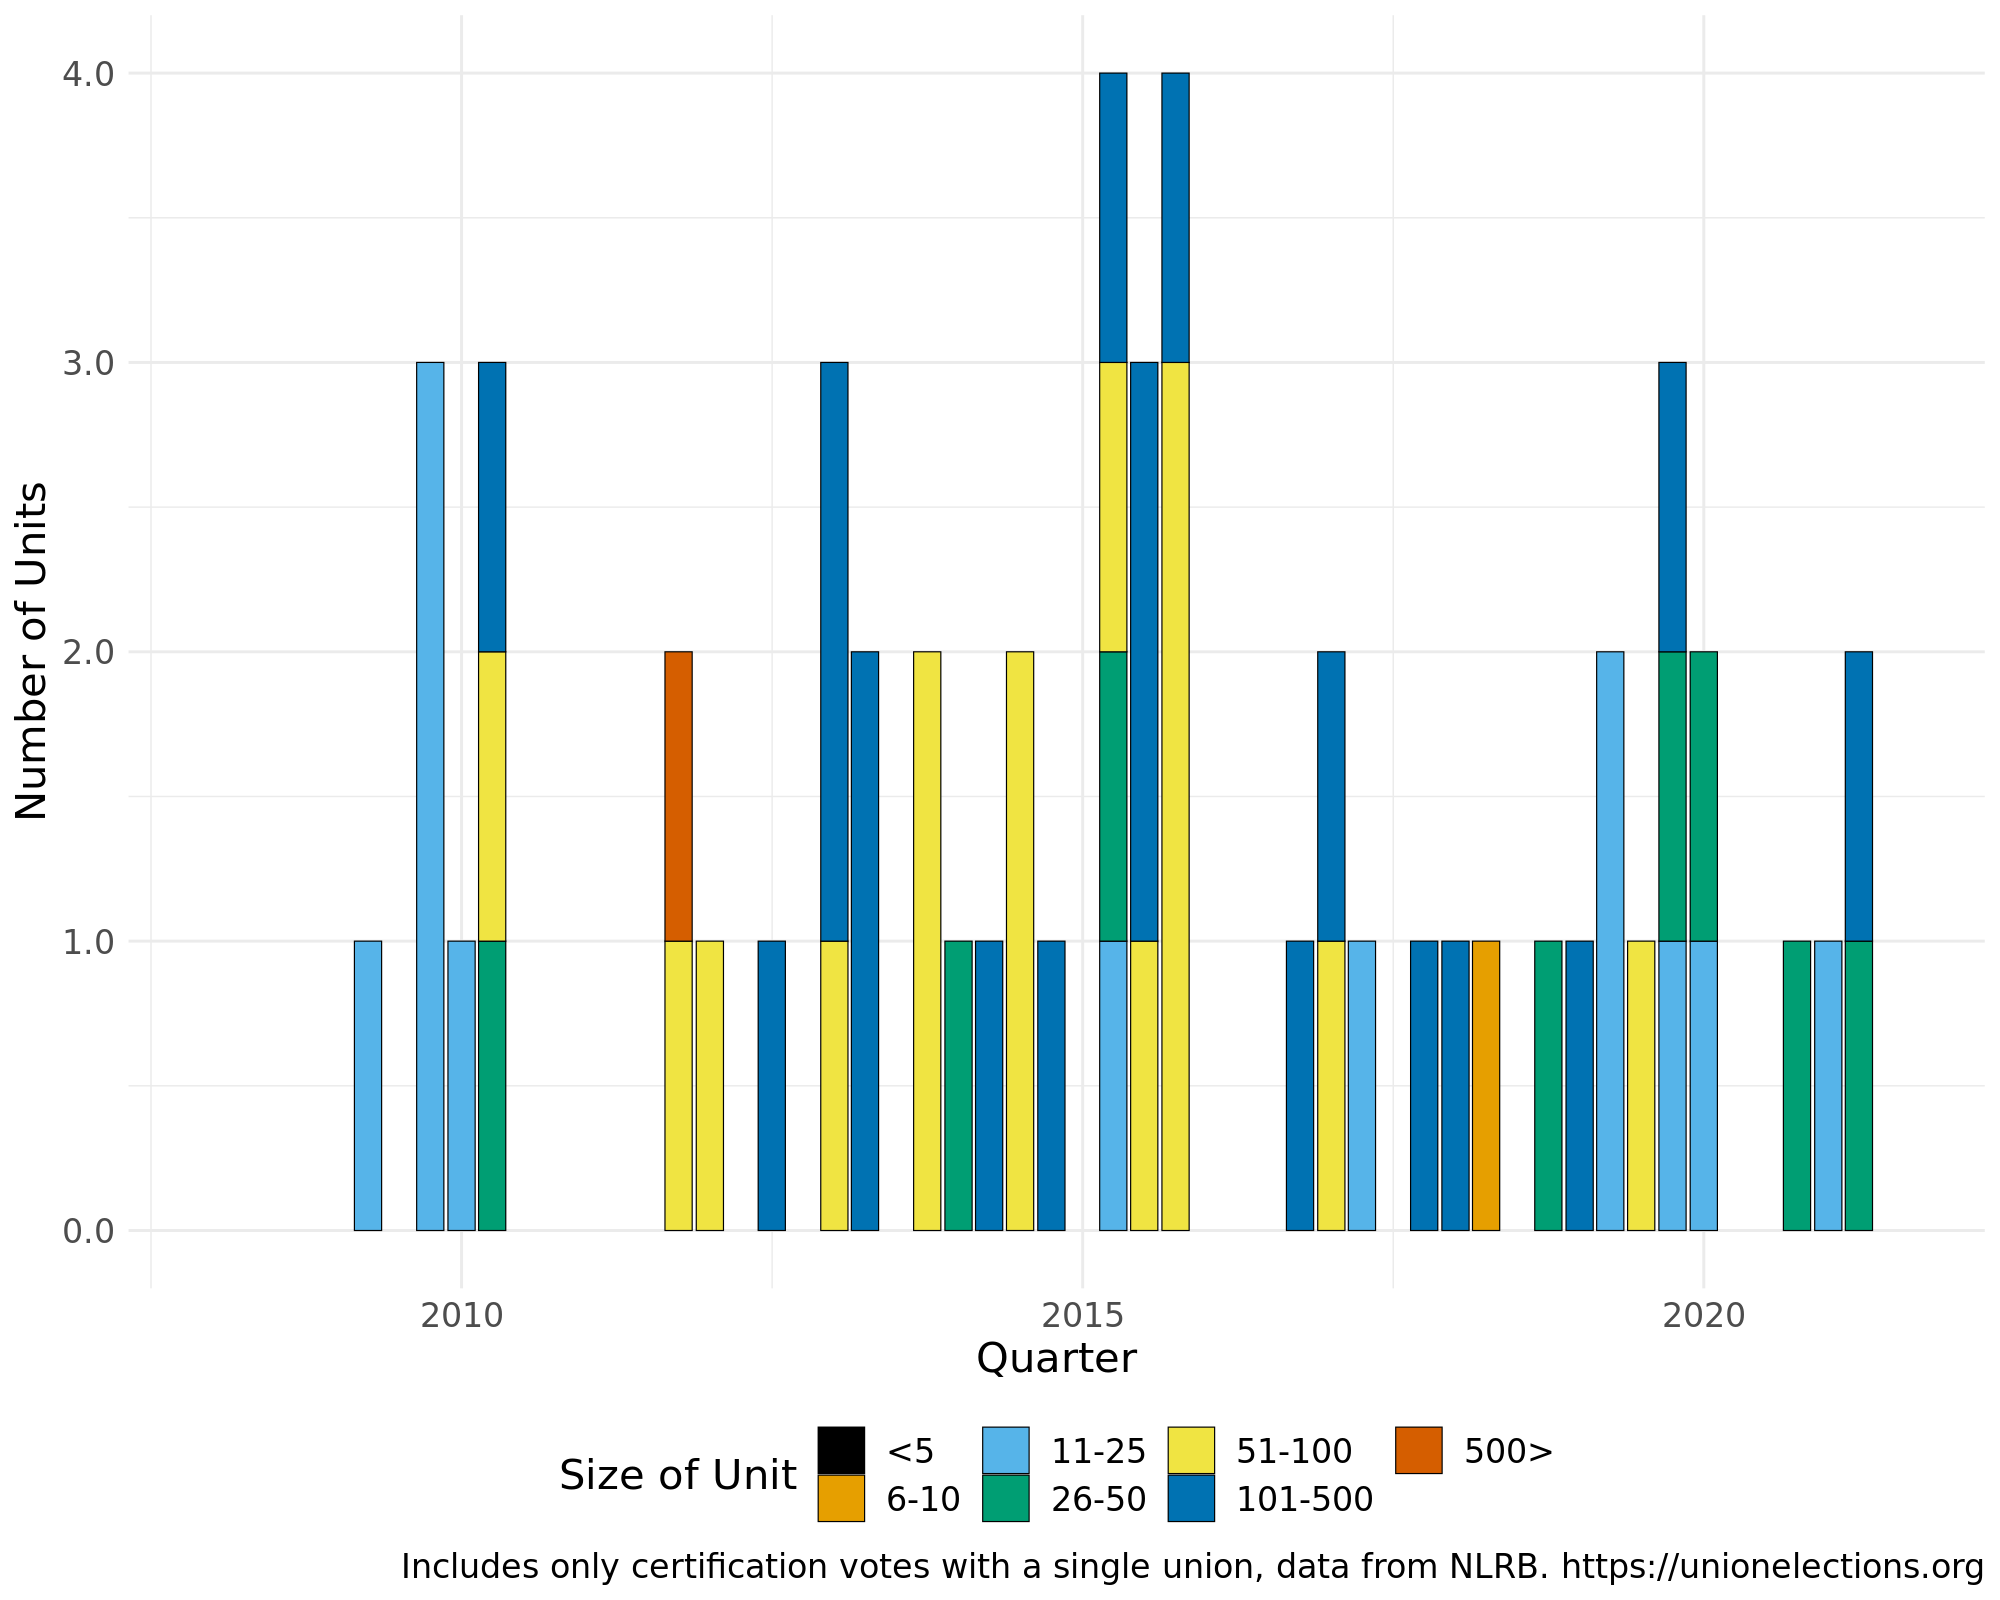 4.0
3.0
2.0
1.0
0.0
Number of Units
2010 2015 2020
Quarter
Size of Unit
<5 11-25 51-100 500>
6-10 26-50 101-500
Includes only certification votes with a single union, data from NLRB. https://unionelections.org